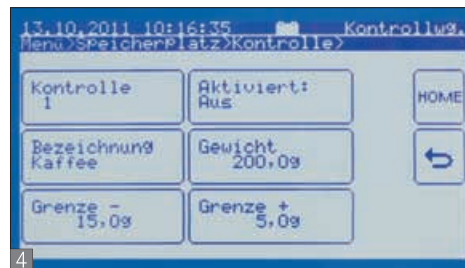 13.10.2011 10:16:35 Kontrollwg.
Menü>Speicherplatz>Kontrolle>
Kontrolle
1
Aktiviert:
Aus
HOME
Bezeichnung
Kaffee
Gewicht
200,0g
Grenze -
15,0g
Grenze +
5,0g
4